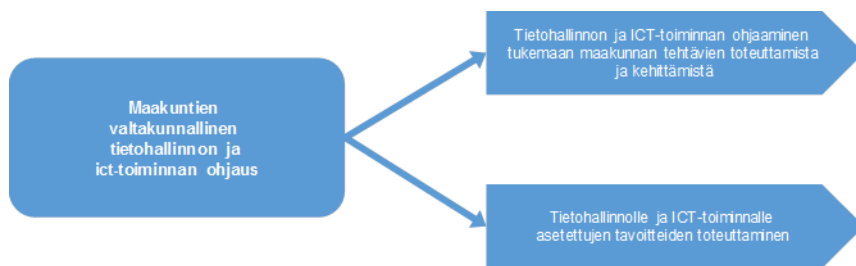 Maakuntien
valtakunnallinen
tietohallinnon ja
ict-toiminnan ohjaus
Tietohallinnon ja ICT-toiminnan ohjaaminen
tukemaan maakunnan tehtävien toteuttamista
ja kehittämistä
Tietohallinnolle ja ICT-toiminnalle
asetettujen tavoitteiden toteuttaminen